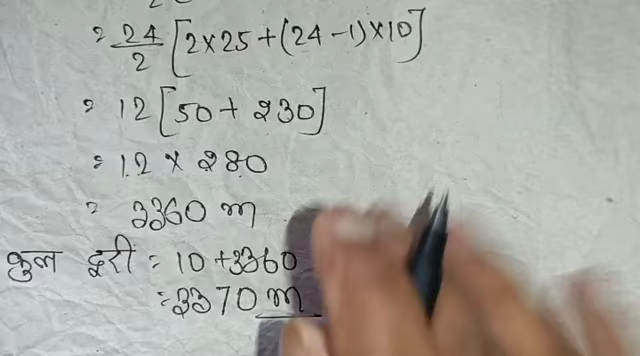 = 24/2 [2×25+(24-1)×10]
= 12[50+230]
= 12 × 280
= 3360 m
कुल दूरी = 10+3360
= 3370 m